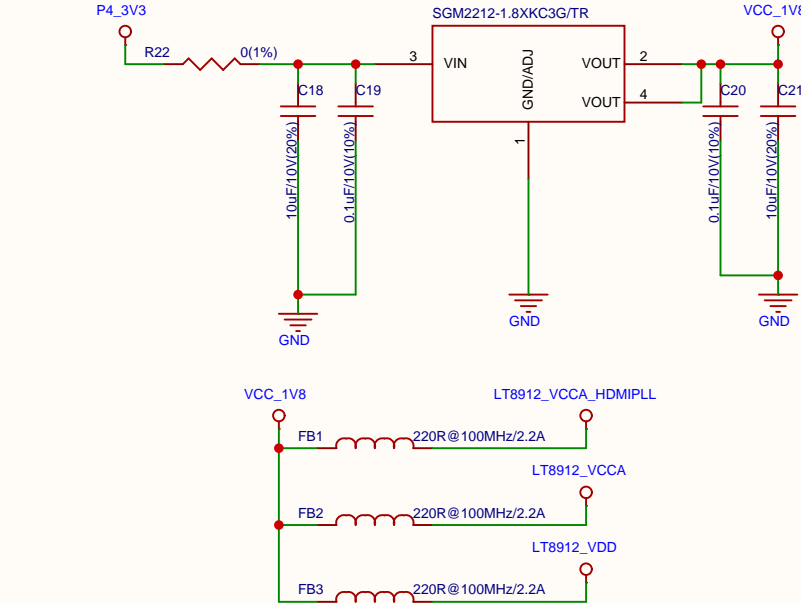 P4_3V3
SGM2212-1.8XKC3G/TR
VCC_1V8
R22
0(1%)
3
VIN
GND/ADJ
VOUT
2
VOUT
4
1
C18
10uF/10V(20%)
C19
0.1uF/10V(10%)
C20
0.1uF/10V(10%)
C21
10uF/10V(20%)
GND
GND
GND
VCC_1V8
LT8912_VCCA_HDMIPLL
FB1
220R@100MHz/2.2A
LT8912_VCCA
FB2
220R@100MHz/2.2A
LT8912_VDD
FB3
220R@100MHz/2.2A